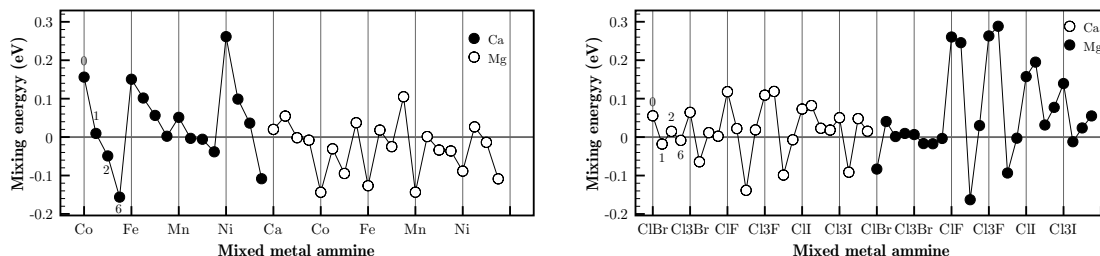 Mixing energyy (eV)
0.3
0.2
0.1
0
-0.1
-0.2
0
1
2
6
Ca
Mg
Co Fe Mn Ni Ca Co Fe Mn Ni
Mixed metal ammine
Mixing energyy (eV)
0.3
0.2
0.1
0
-0.1
-0.2
0
1
2
6
Ca
Mg
ClBr Cl3Br ClF Cl3F ClI Cl3I ClBr Cl3Br ClF Cl3F ClI Cl3I
Mixed metal ammine